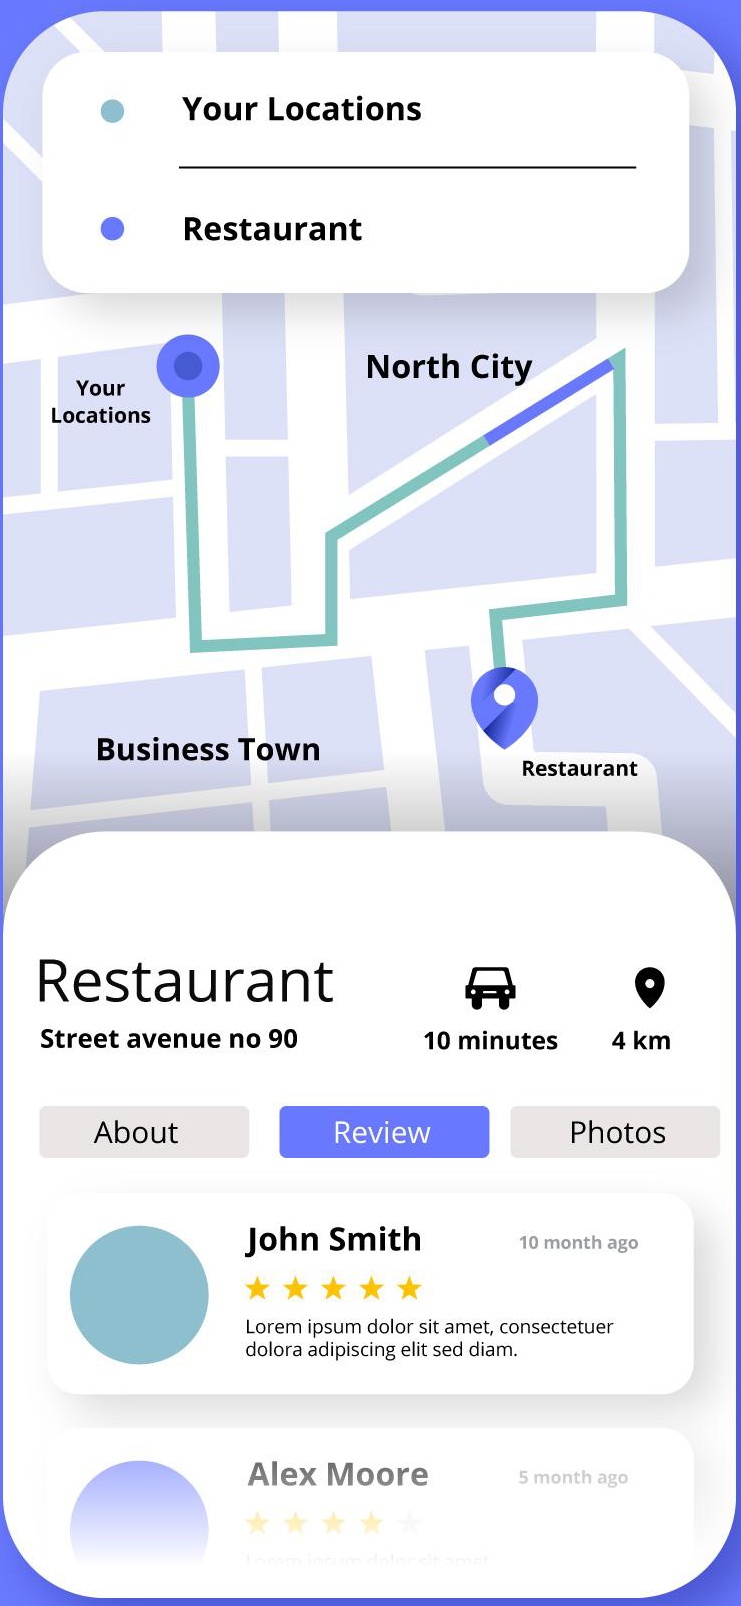 Your Locations
Restaurant
North City
Your
Locations
Business Town
Restaurant
Restaurant
Street avenue no 90
10 minutes
4 km
About
Review
Photos
John Smith
10 month ago
Lorem ipsum dolor sit amet, consectetuer
dolora adipiscing elit sed diam.
Alex Moore
5 month ago
Lorem ipsum dolor sit amet